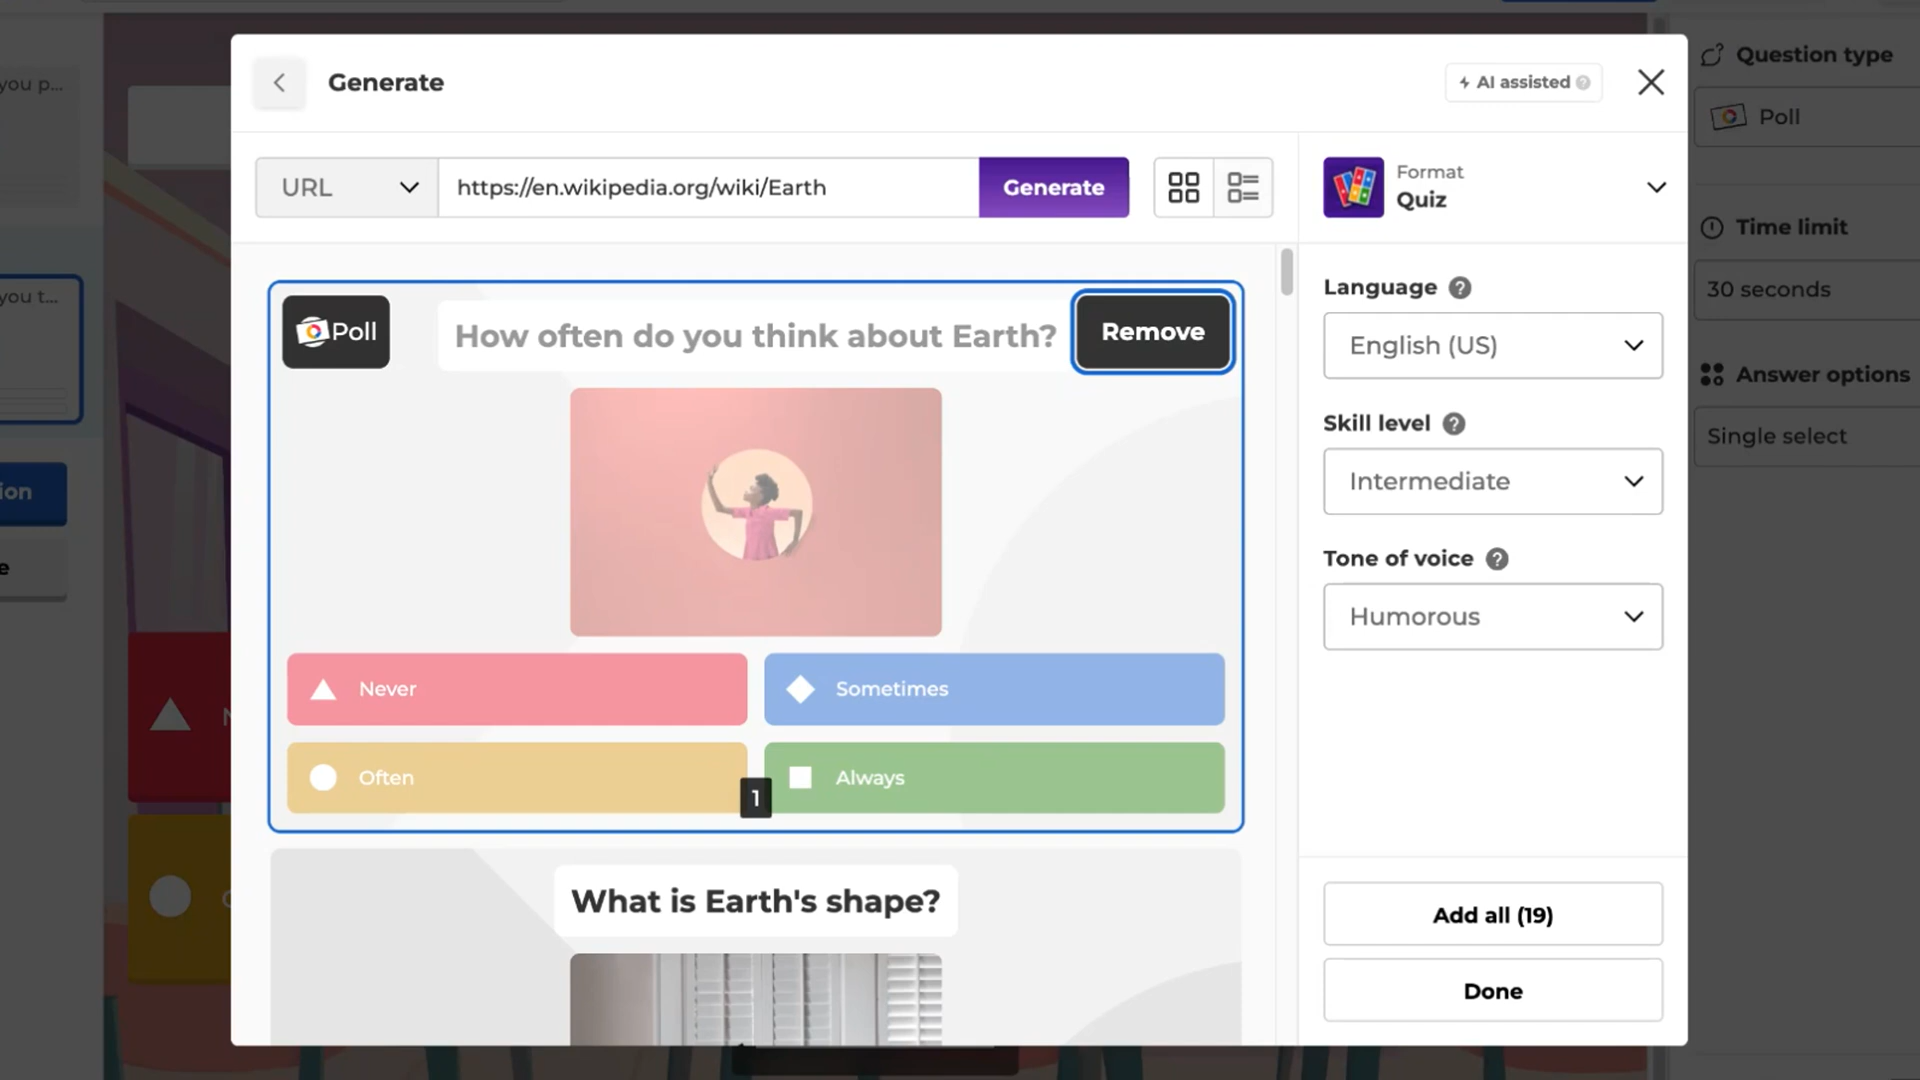 you p...
Generate
AI assisted
Question type
Poll
URL
https://en.wikipedia.org/wiki/Earth
Generate
Format
Quiz
Time limit
30 seconds
Language
English (US)
you t...
Poll
How often do you think about Earth?
Remove
Answer options
Single select
Skill level
Intermediate
ion
Tone of voice
Humorous
e
Never
Sometimes
Often
Always
1
What is Earth's shape?
Add all (19)
Done